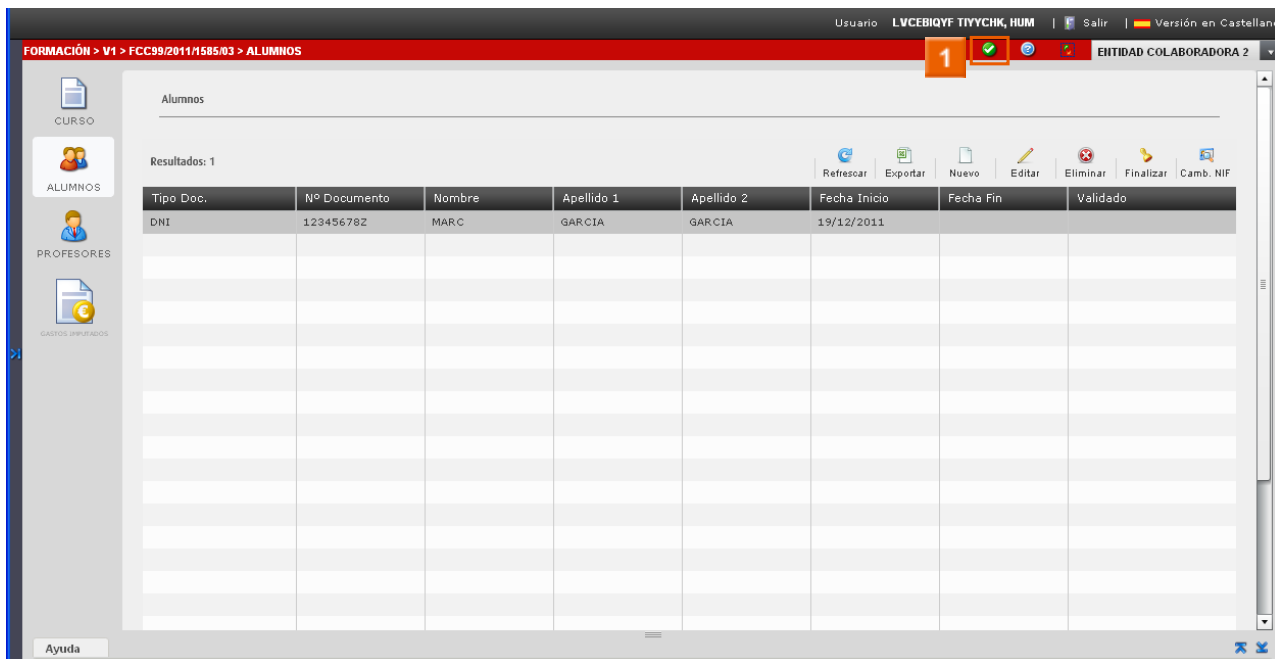 Usuario LVCEBIQYF TIYYCHK, HUM | Salir | Versión en Castellano
FORMACIÓN > V1 > FCC99/2011/1585/03 > ALUMNOS 1 ENTIDAD COLABORADORA 2
CURSO
ALUMNOS
PROFESORES
GASTOS IMPUTADOS
Alumnos
Resultados: 1 Refrescar Exportar Nuevo Editar Eliminar Finalizar Camb. NIF
Tipo Doc. Nº Documento Nombre Apellido 1 Apellido 2 Fecha Inicio Fecha Fin Validado
DNI 12345678Z MARC GARCIA GARCIA 19/12/2011
Ayuda